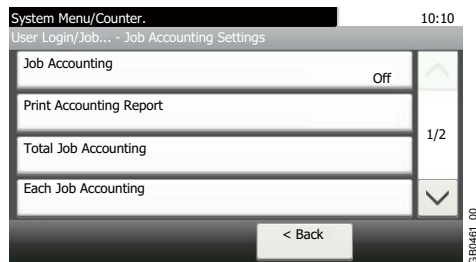 System Menu/Counter. 10:10
User Login/Job... - Job Accounting Settings
Job Accounting
Off
Print Accounting Report
1/2
Total Job Accounting
Each Job Accounting
< Back
GB0461_00